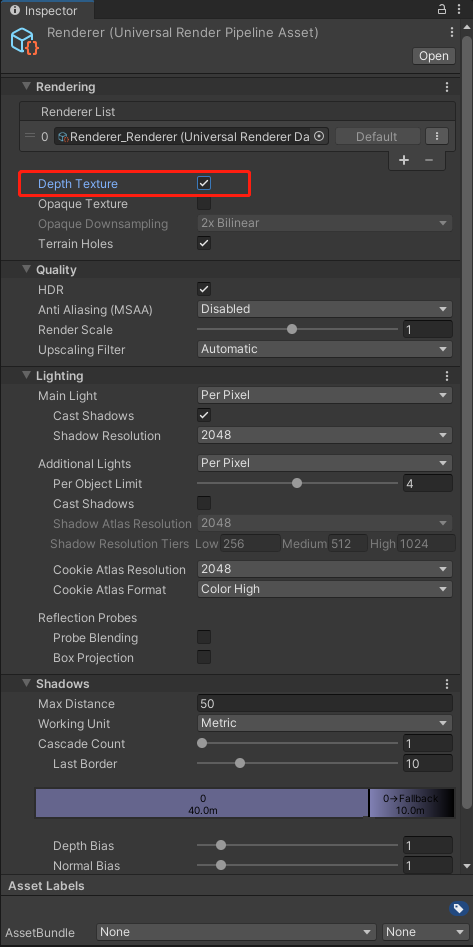 Inspector
Renderer (Universal Render Pipeline Asset)
Open
Rendering
Renderer List
0 Renderer_Renderer (Universal Renderer Da Default
Depth Texture
Opaque Texture
Opaque Downsampling 2x Bilinear
Terrain Holes
Quality
HDR
Anti Aliasing (MSAA) Disabled
Render Scale 1
Upscaling Filter Automatic
Lighting
Main Light Per Pixel
Cast Shadows
Shadow Resolution 2048
Additional Lights Per Pixel
Per Object Limit 4
Cast Shadows
Shadow Atlas Resolution 2048
Shadow Resolution Tiers Low 256 Medium 512 High 1024
Cookie Atlas Resolution 2048
Cookie Atlas Format Color High
Reflection Probes
Probe Blending
Box Projection
Shadows
Max Distance 50
Working Unit Metric
Cascade Count 1
Last Border 10
0 0→Fallback
40.0m 10.0m
Depth Bias 1
Normal Bias 1
Asset Labels
AssetBundle None None